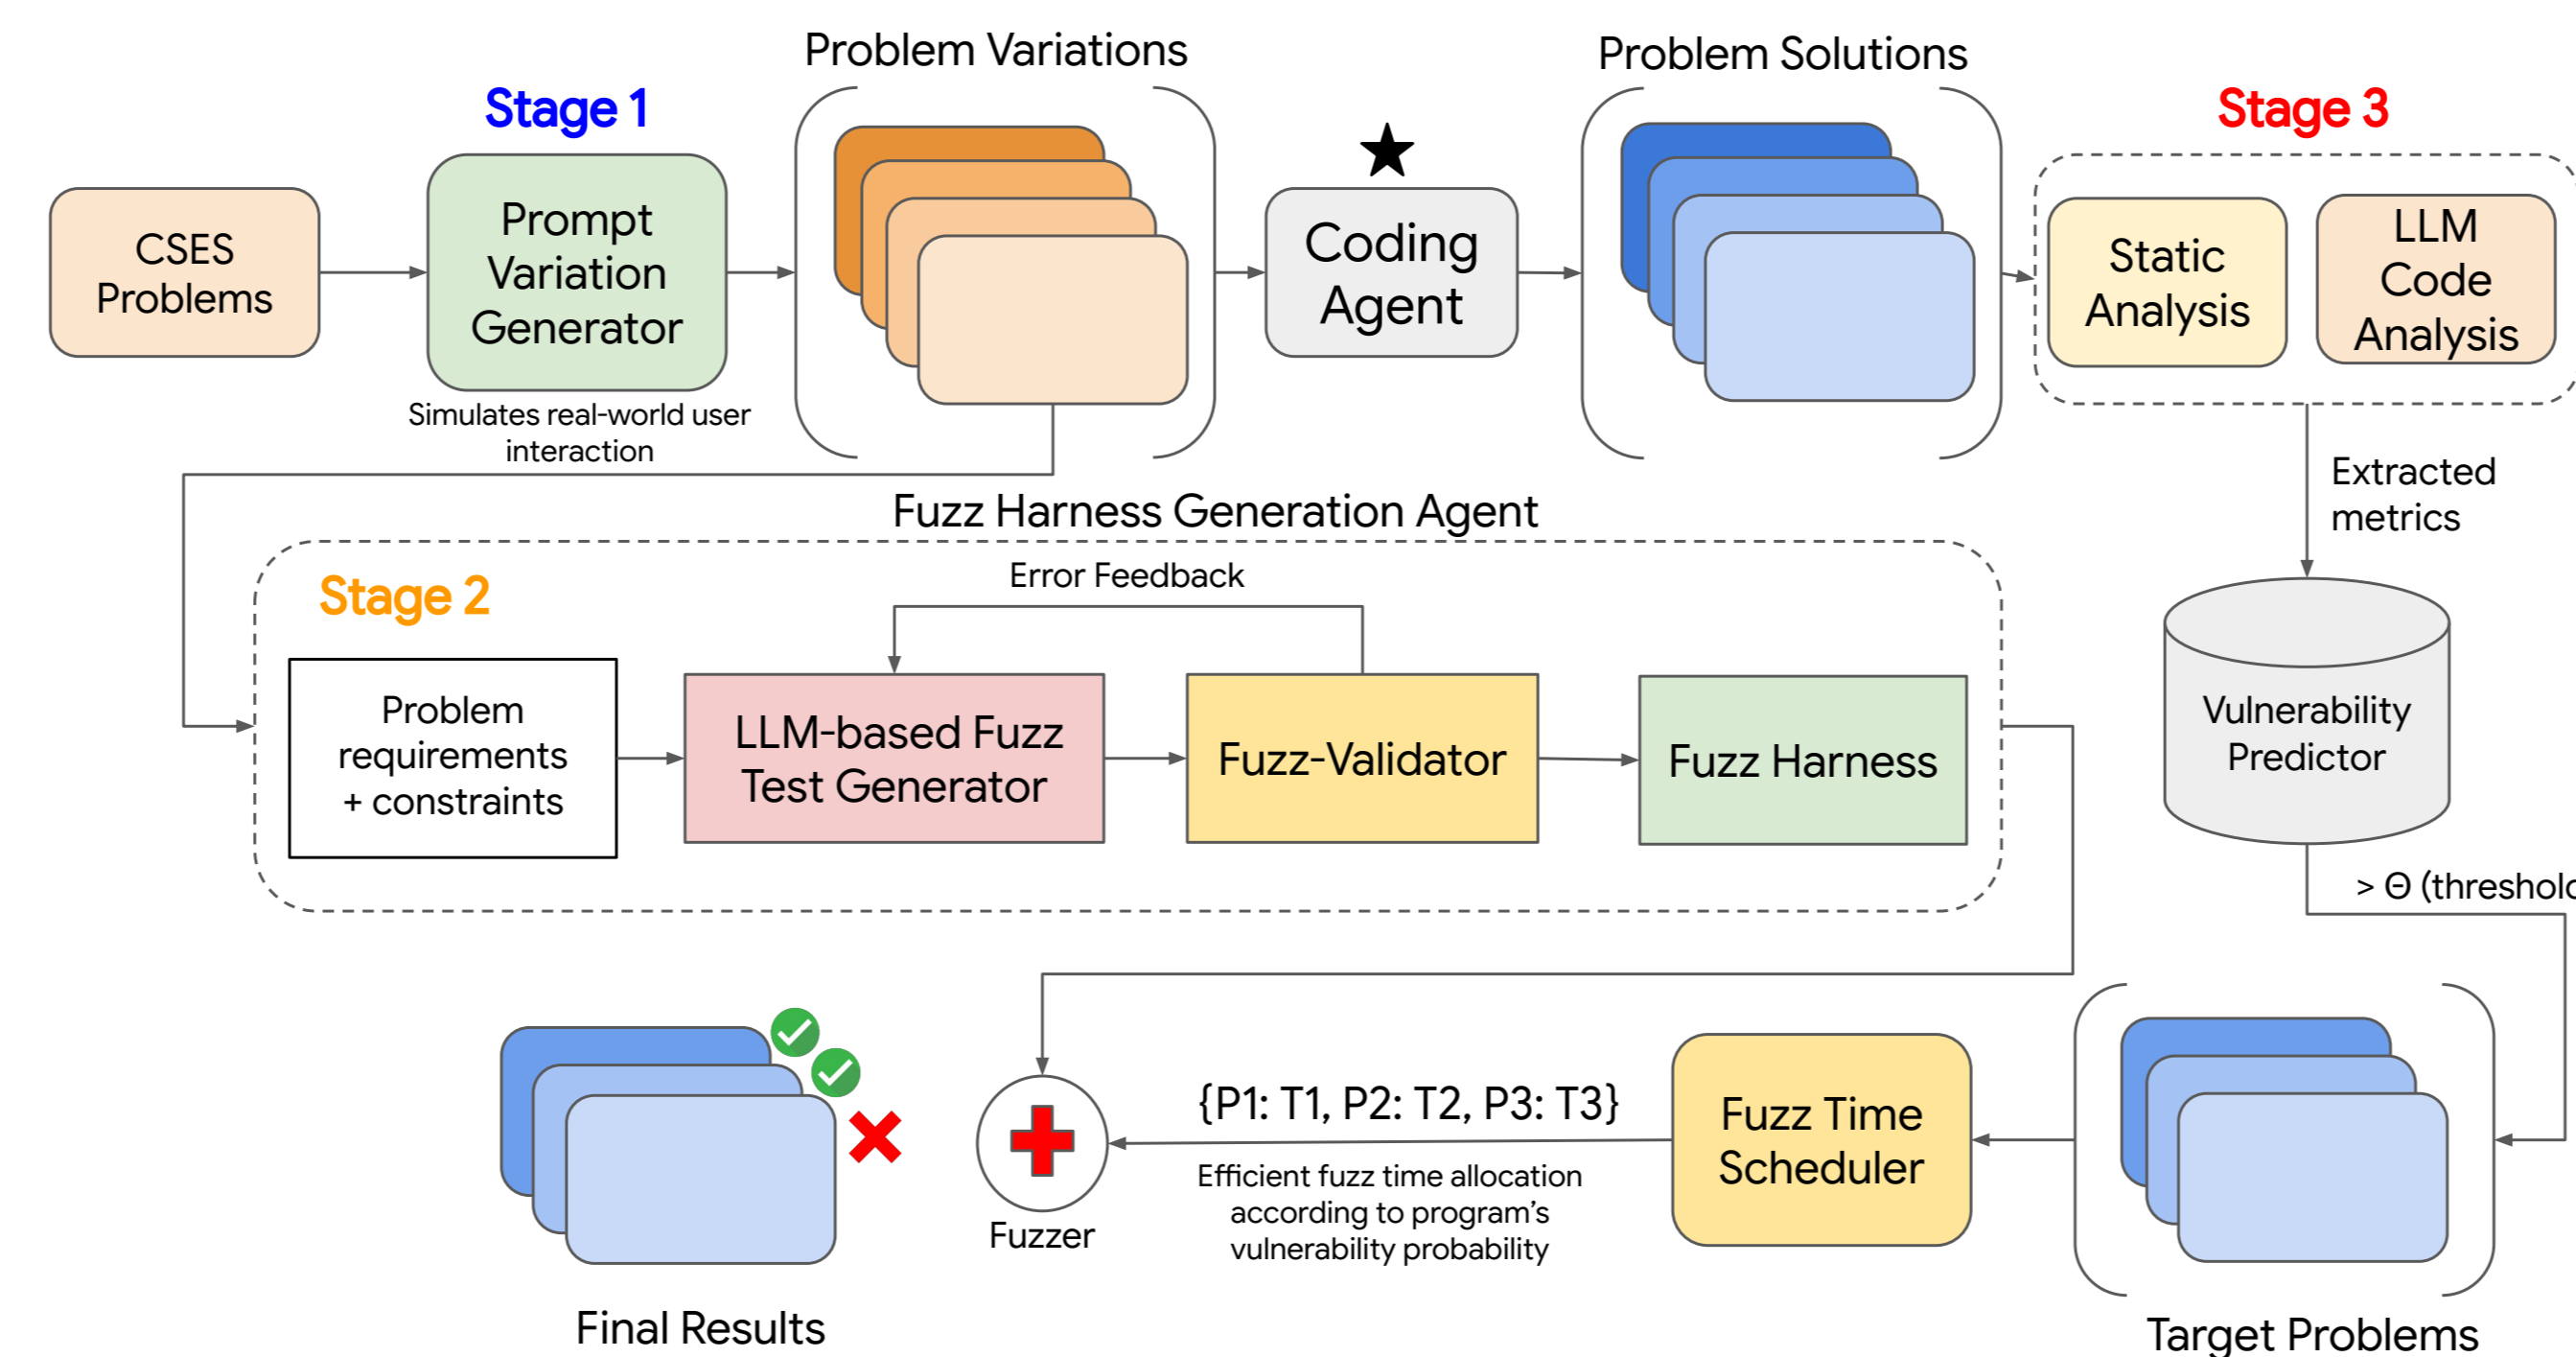 Problem Variations
Problem Solutions
Stage 1
Stage 3
CSES
Problems
Prompt
Variation
Generator
Simulates real-world user
interaction
Coding
Agent
Static
Analysis
LLM
Code
Analysis
Extracted
metrics
Fuzz Harness Generation Agent
Stage 2
Error Feedback
Problem
requirements
+ constraints
LLM-based Fuzz
Test Generator
Fuzz-Validator
Fuzz Harness
Vulnerability
Predictor
> Θ (threshold
Final Results
Fuzzer
{P1: T1, P2: T2, P3: T3}
Efficient fuzz time allocation
according to program’s
vulnerability probability
Fuzz Time
Scheduler
Target Problems